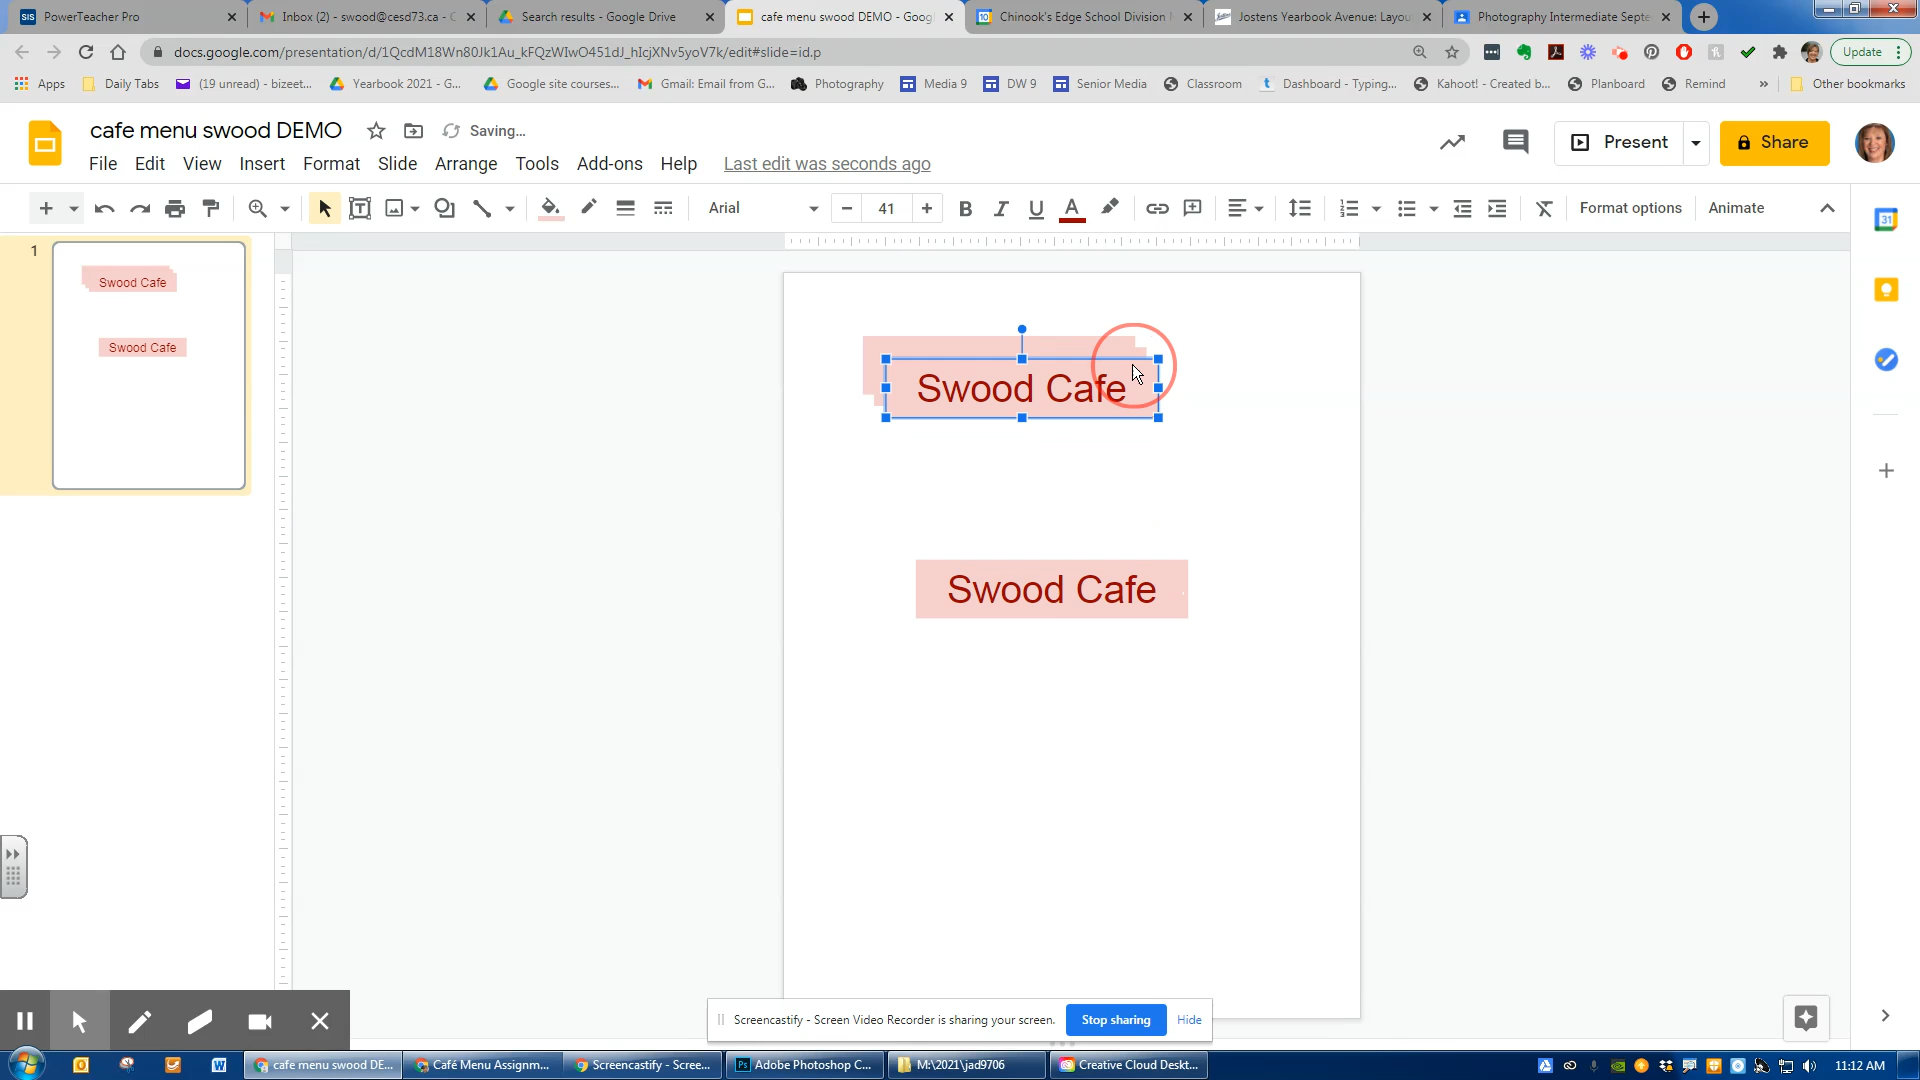 SIS PowerTeacher Pro
Inbox (2) - swood@cesd73.ca - C
Search results - Google Drive
cafe menu swood DEMO - Goog
Chinook's Edge School Division
Jostens Yearbook Avenue: Layou
Photography Intermediate Septe
docs.google.com/presentation/d/1QcdM18Wn80Jk1Au_kFQzWIwO451dJ_hIcjXNv5yoV7k/edit#slide=id.p
Update
Apps
Daily Tabs
(19 unread) - bizeet...
Yearbook 2021 - G...
Google site courses...
Gmail: Email from G...
Photography
Media 9
DW 9
Senior Media
Classroom
Dashboard - Typing...
Kahoot! - Created b...
Planboard
Remind
»
Other bookmarks
cafe menu swood DEMO
Saving...
File Edit View Insert Format Slide Arrange Tools Add-ons Help
Last edit was seconds ago
Present
Share
Arial
41
B I U A
Format options
Animate
31
1
Swood Cafe
Swood Cafe
Swood Cafe
Swood Cafe
Screencastify - Screen Video Recorder is sharing your screen.
Stop sharing
Hide
cafe menu swood DE...
Café Menu Assignm...
Screencastify - Scree...
Ps Adobe Photoshop C...
M:\2021\jad9706
Creative Cloud Deskt...
11:12 AM